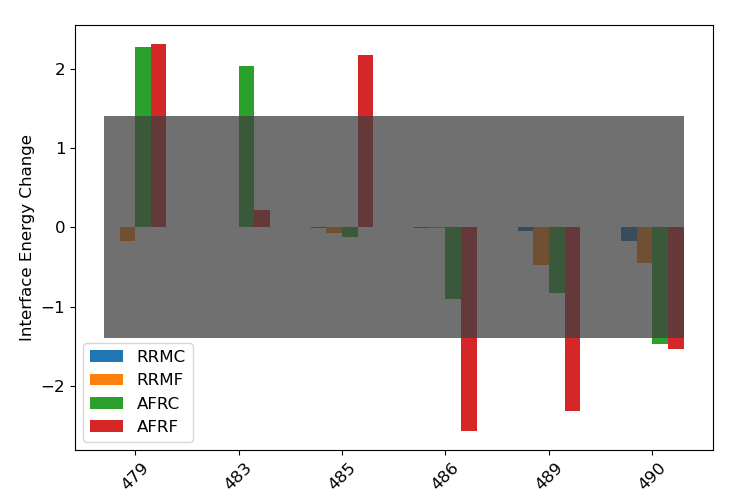 Interface Energy Change
2
1
0
−1
−2
RRMC
RRMF
AFRC
AFRF
479
483
485
486
489
490